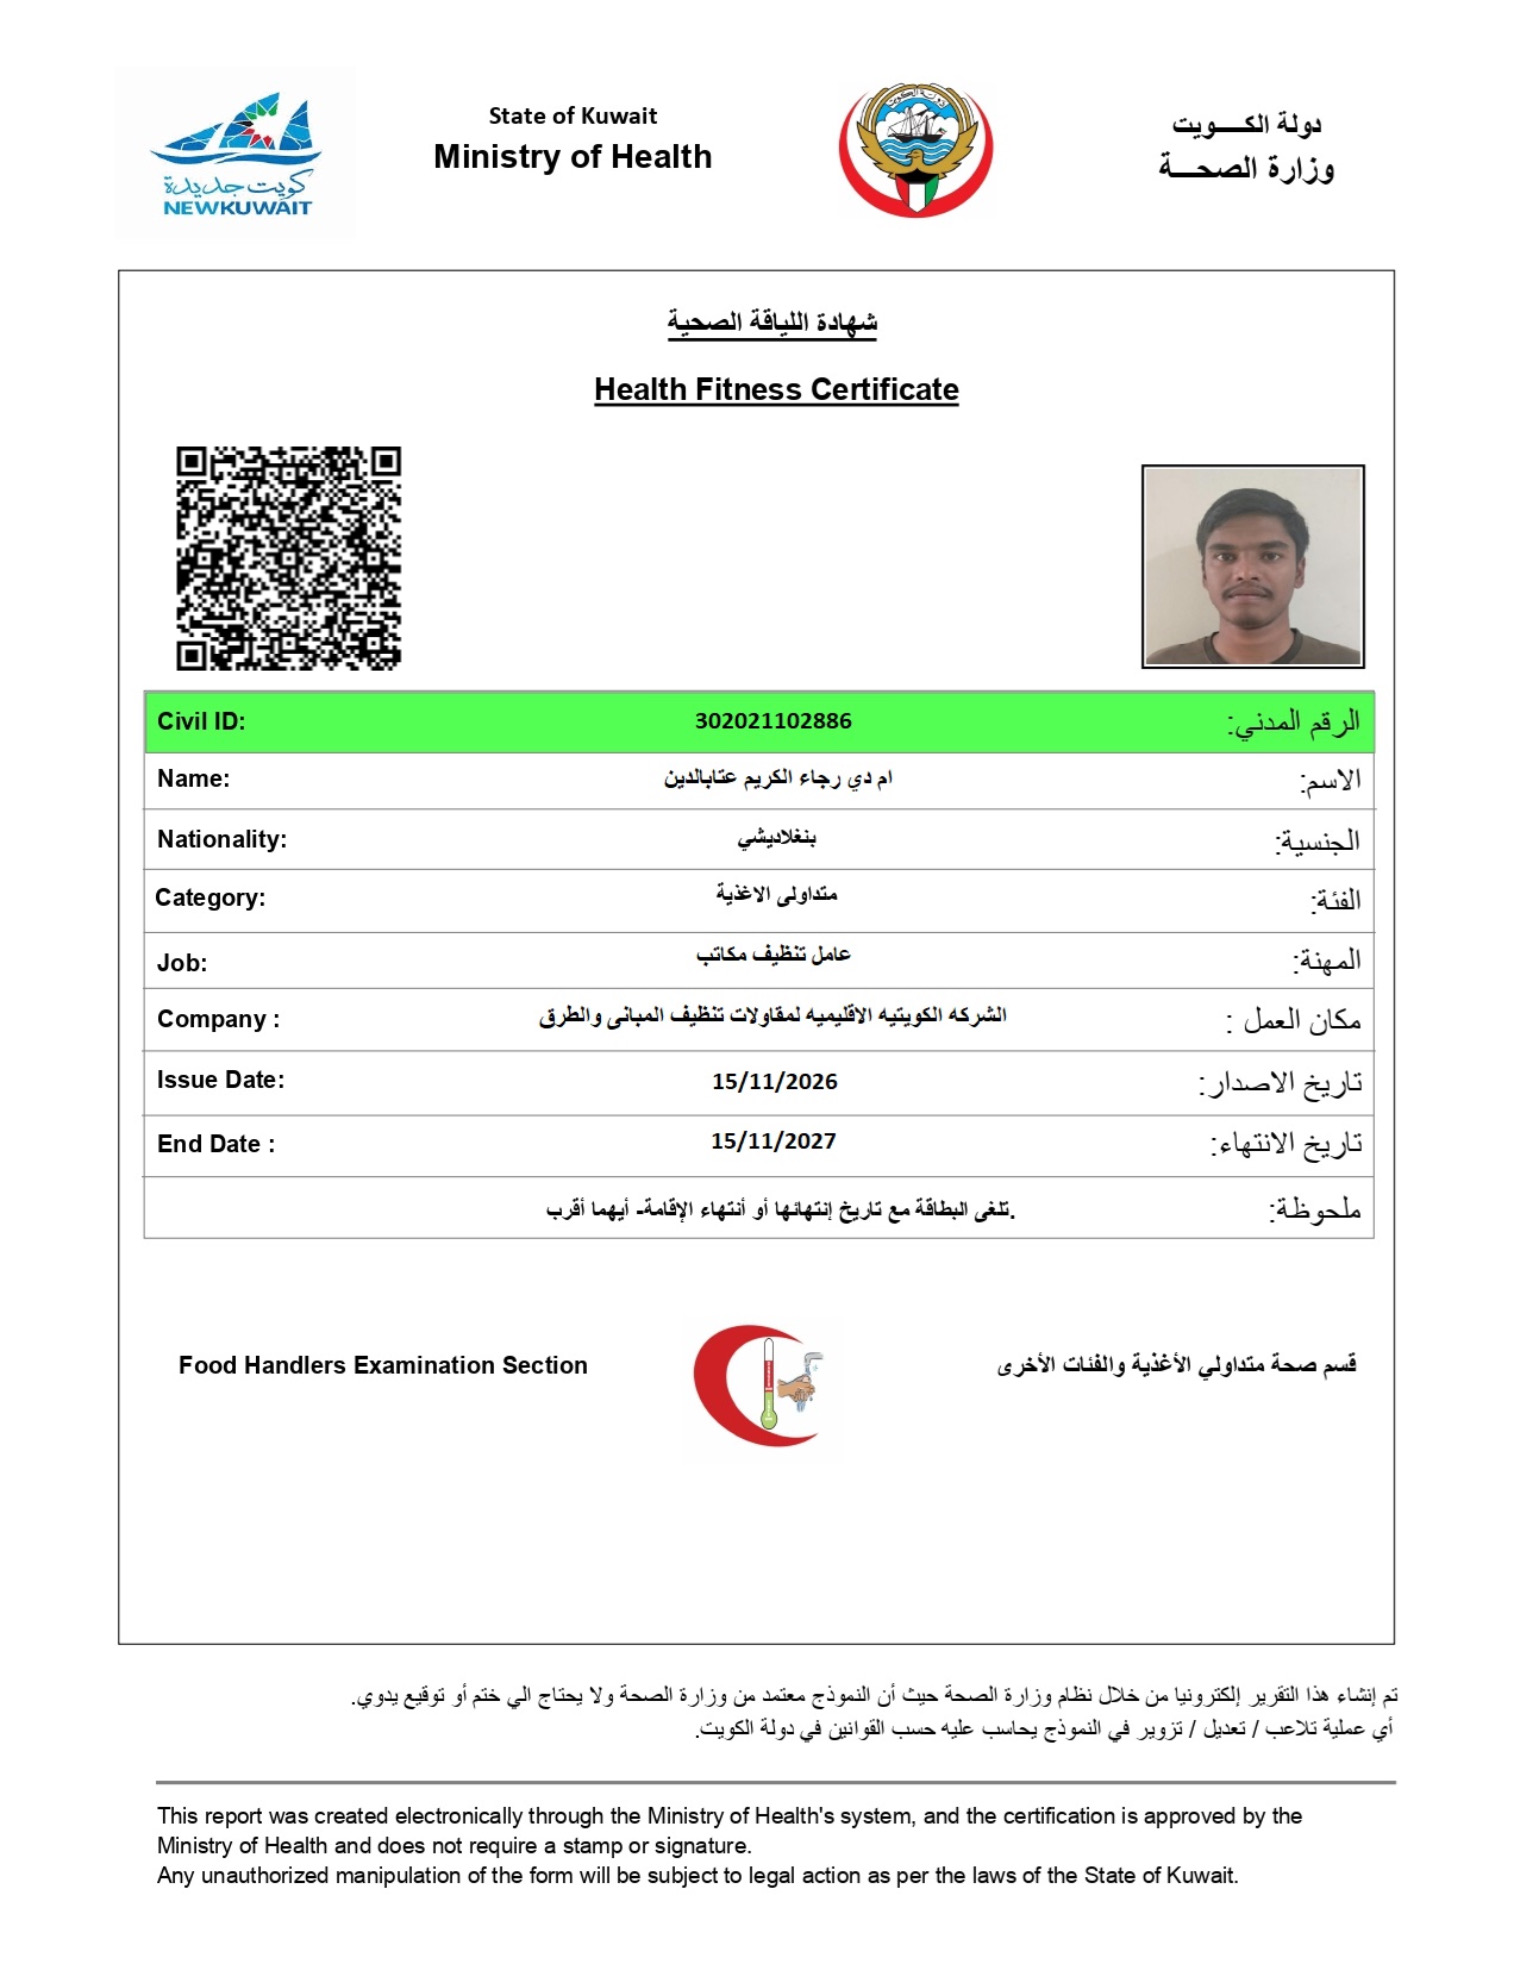 كويت جديدة
NEWKUWAIT
State of Kuwait
Ministry of Health
دولة الكويت
دولة الكـــويت
وزارة الصحـــة
شهادة اللياقة الصحية
Health Fitness Certificate
Civil ID: 302021102886 الرقم المدني:
Name: ام دي رجاء الكريم عتابالدين الاسم:
Nationality: بنغلاديشي الجنسية:
Category: متداولى الاغذية الفئة:
Job: عامل تنظيف مكاتب المهنة:
Company : الشركه الكويتيه الاقليميه لمقاولات تنظيف المبانى والطرق مكان العمل :
Issue Date: 15/11/2026 تاريخ الاصدار:
End Date : 15/11/2027 تاريخ الانتهاء:
.تلغى البطاقة مع تاريخ إنتهائها أو أنتهاء الإقامة- أيهما أقرب ملحوظة:
Food Handlers Examination Section
قسم صحة متداولي الأغذية والفئات الأخرى
تم إنشاء هذا التقرير إلكترونيا من خلال نظام وزارة الصحة حيث أن النموذج معتمد من وزارة الصحة ولا يحتاج الي ختم أو توقيع يدوي.
أي عملية تلاعب / تعديل / تزوير في النموذج يحاسب عليه حسب القوانين في دولة الكويت.
This report was created electronically through the Ministry of Health's system, and the certification is approved by the
Ministry of Health and does not require a stamp or signature.
Any unauthorized manipulation of the form will be subject to legal action as per the laws of the State of Kuwait.